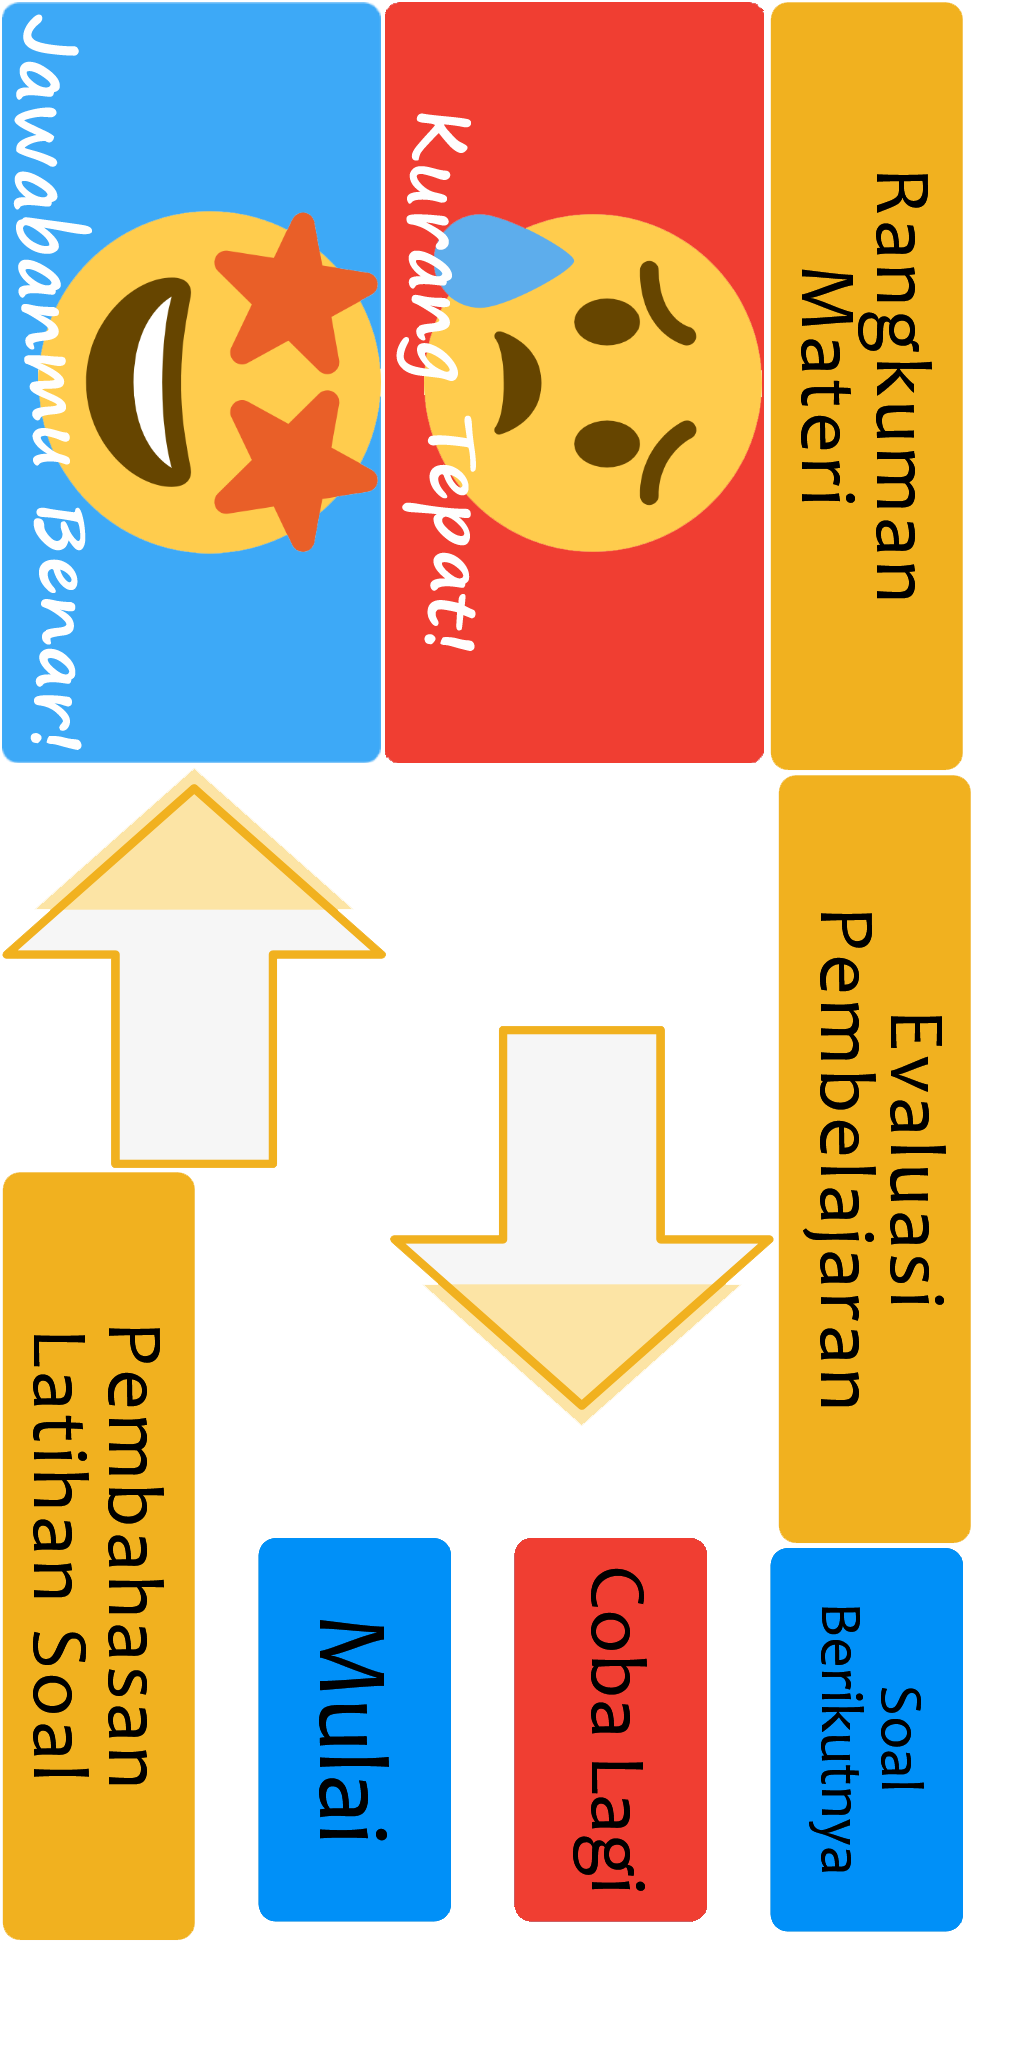 Jawabanmu Benar!
Kurang Tepat!
Rangkuman
Materi
Evaluasi
Pembelajaran
Pembahasan
Latihan Soal
Mulai
Coba Lagi
Soal
Berikutnya